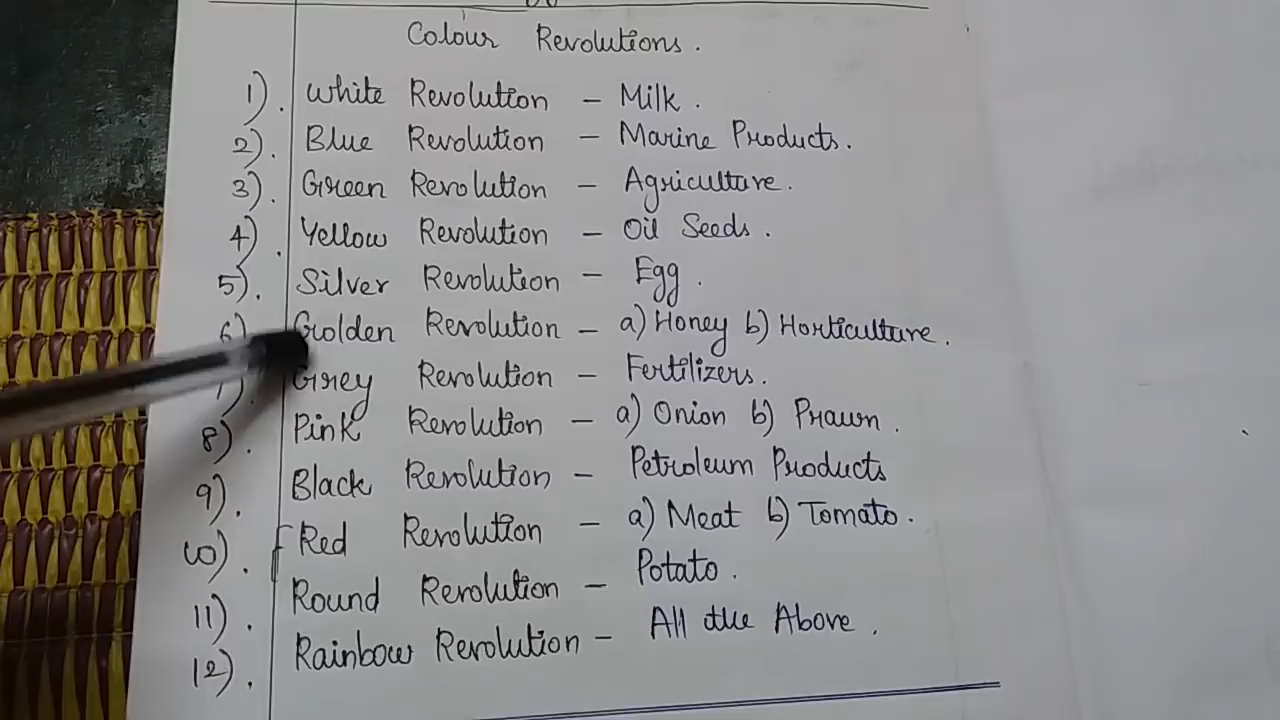 Colour Revolutions.
1). White Revolution - Milk.
2). Blue Revolution - Marine Products.
3). Green Revolution - Agriculture.
4). Yellow Revolution - Oil Seeds.
5). Silver Revolution - Egg.
6) Golden Revolution - a) Honey b) Horticulture.
7). Grey Revolution - Fertilizers.
8). Pink Revolution - a) Onion b) Prawn.
9). Black Revolution - Petroleum Products
10). Red Revolution - a) Meat b) Tomato.
11). Round Revolution - Potato.
12). Rainbow Revolution - All the Above.